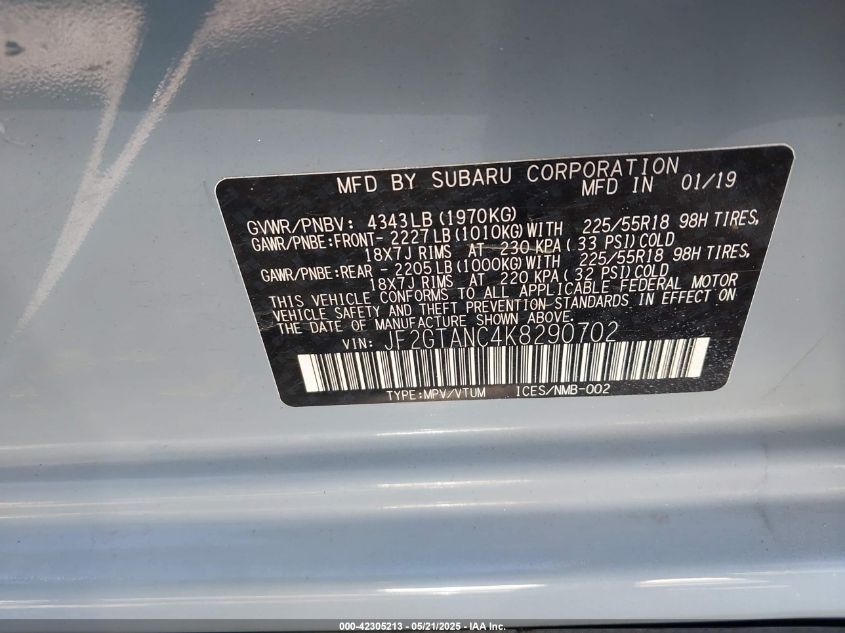 MFD BY SUBARU CORPORATION
MFD IN 01/19
GVWR/PNBV: 4343LB (1970KG)
GAWR/PNBE:FRONT- 2227LB (1010KG) WITH 225/55R18 98H TIRES,
18X7J RIMS AT 230 KPA( 33 PSI)COLD
GAWR/PNBE:REAR - 2205LB (1000KG) WITH 225/55R18 98H TIRES,
18X7J RIMS AT 220 KPA( 32 PSI)COLD
THIS VEHICLE CONFORMS TO ALL APPLICABLE FEDERAL MOTOR
VEHICLE SAFETY AND THEFT PREVENTION STANDARDS IN EFFECT ON
THE DATE OF MANUFACTURE SHOWN ABOVE.
VIN: JF2GTANC4K8290702
TYPE:MPV/VTUM ICES/NMB-002
000-42305213 - 05/21/2025 - IAA Inc.